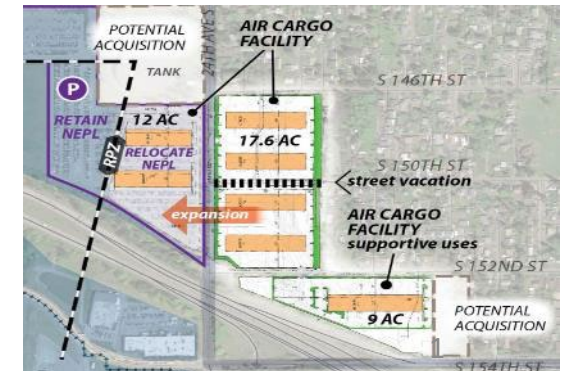 POTENTIAL
ACQUISITION
TANK
24TH AVE S
AIR CARGO
FACILITY
S 146TH ST
P
RETAIN
NEPL
12 AC
RPZ
RELOCATE
NEPL
17.6 AC
S 150TH ST
street vacation
expansion
AIR CARGO
FACILITY
supportive uses
S 152ND ST
9 AC
POTENTIAL
ACQUISITION
S 154TH ST